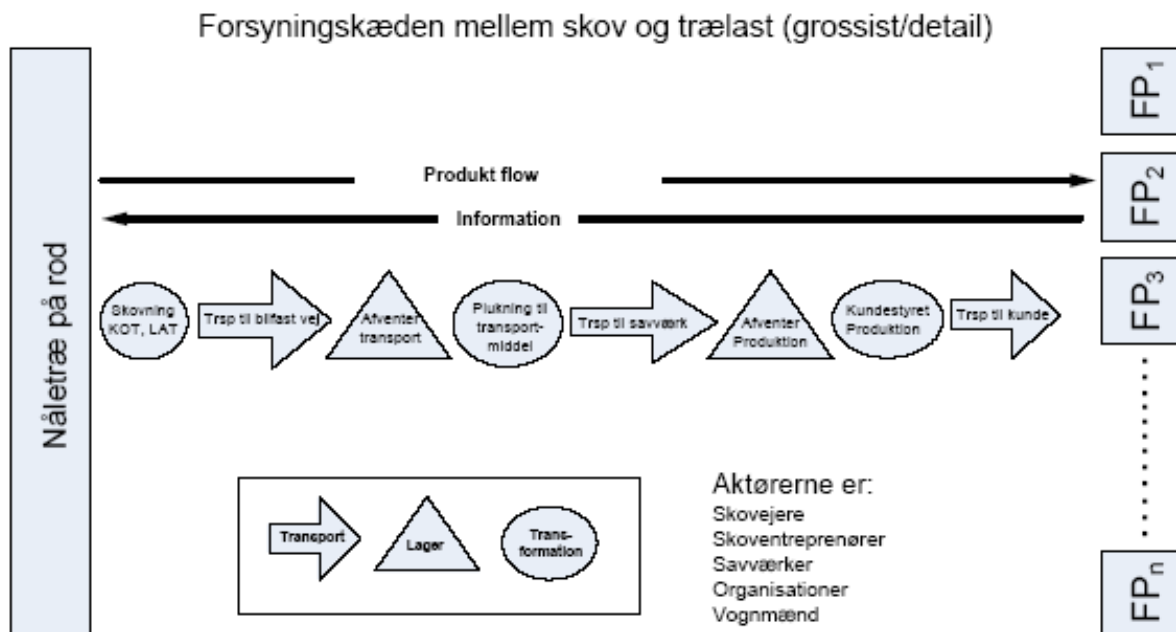 Forsyningskæden mellem skov og trælast (grossist/detail)
Nåletræ på rod
Produkt flow
Information
Skovning
KOT, LAT
Trsp til bilfast vej
Afventer
transport
Plukning til
transport-
middel
Trsp til savværk
Afventer
Produktion
Kundestyret
Produktion
Trsp til kunde
FP1
FP2
FP3
FPn
Transport
Lager
Trans-
formation
Aktørerne er:
Skovejere
Skoventreprenører
Savværker
Organisationer
Vognmænd